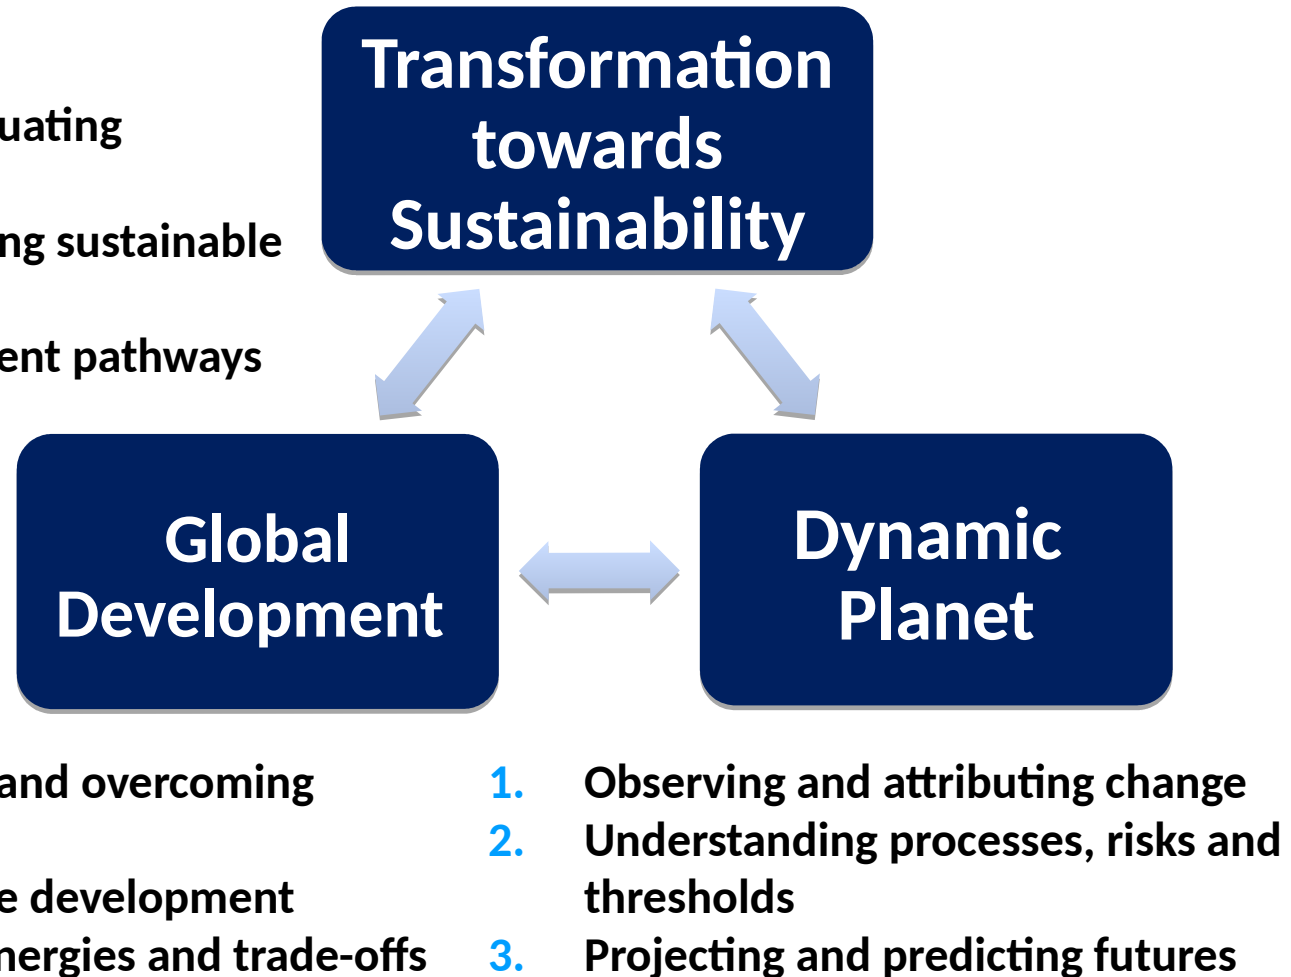 Transformation
towards
Sustainability
uating
ng sustainable
ent pathways
Global
Development
Dynamic
Planet
and overcoming
e development
nergies and trade-offs
1. Observing and attributing change
2. Understanding processes, risks and
thresholds
3. Projecting and predicting futures